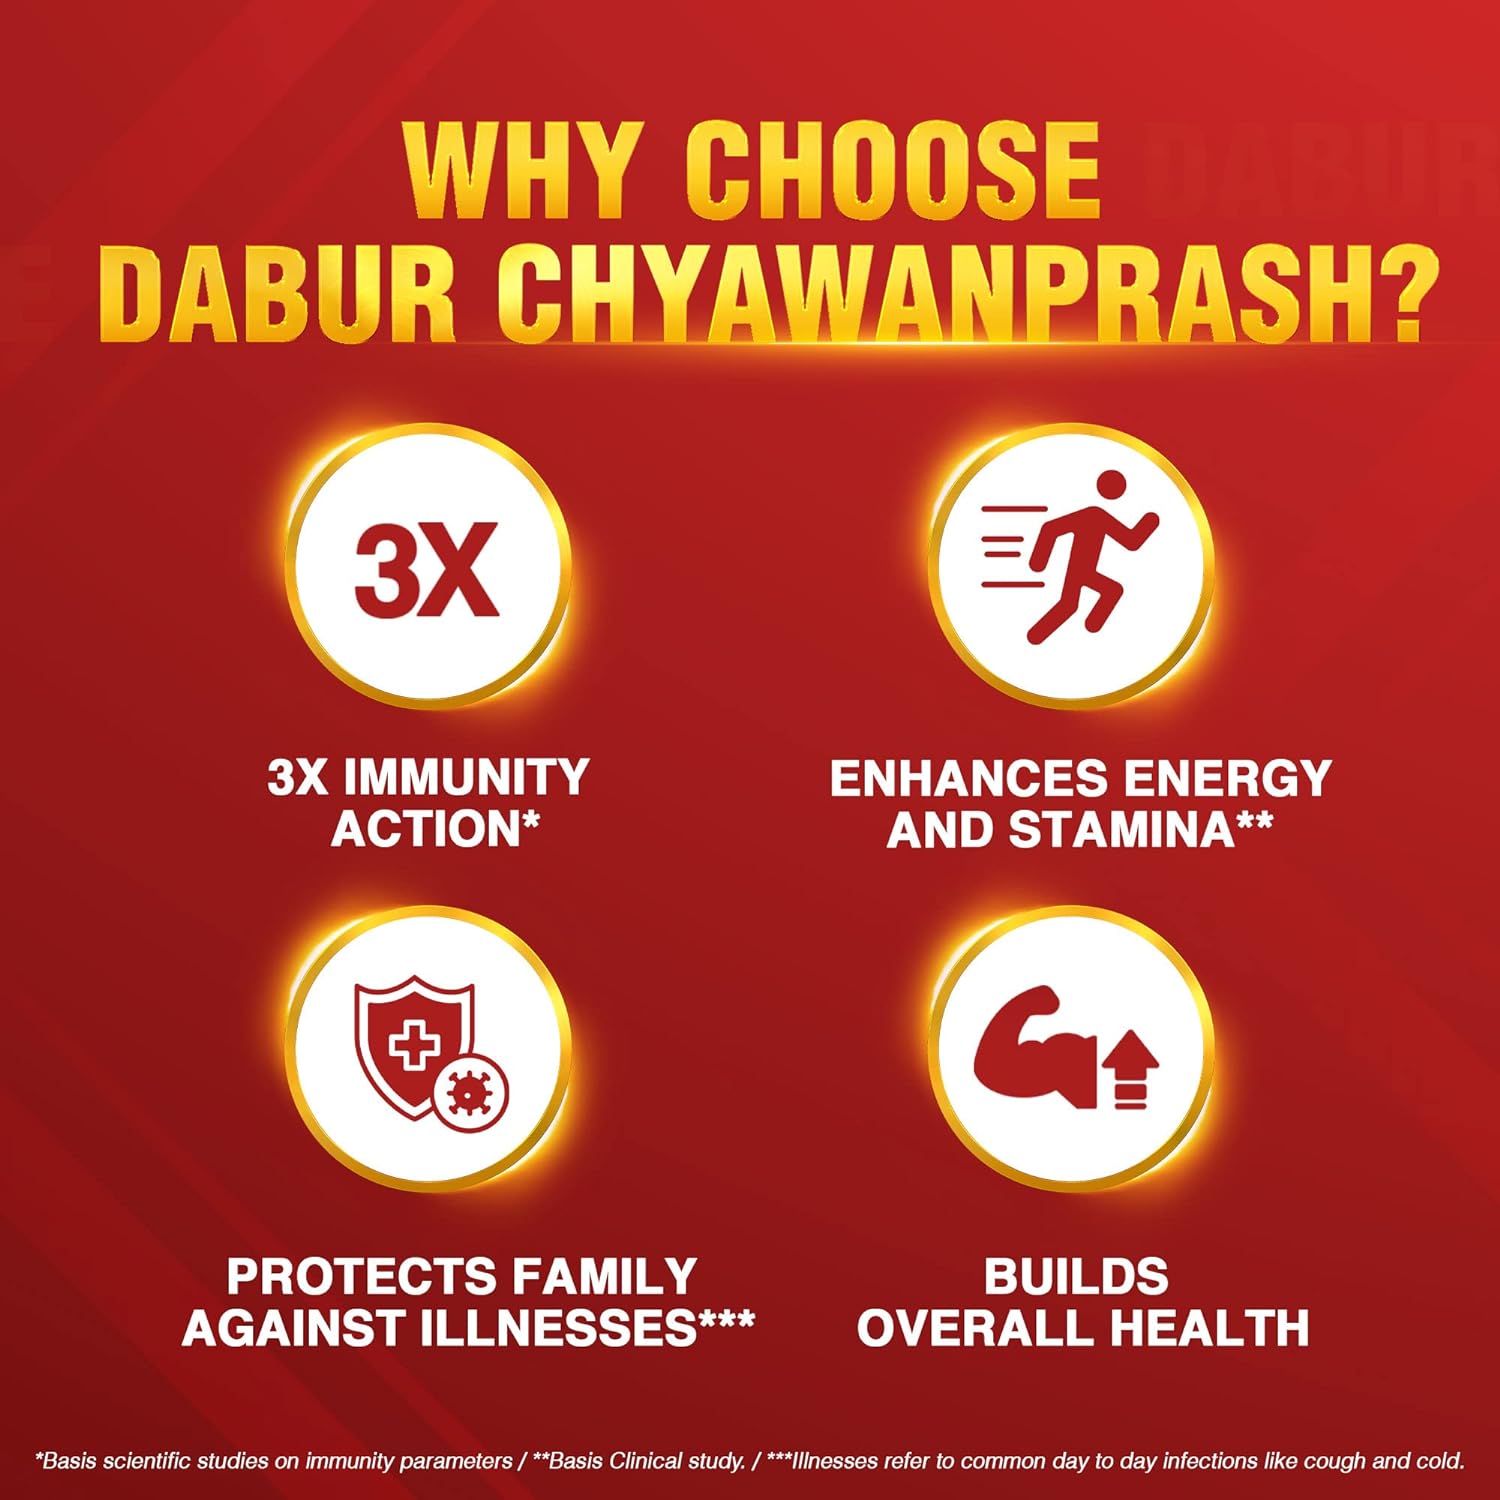 WHY CHOOSE
DABUR
E
DABUR CHYAWANPRASH?
3X
3X IMMUNITY
ACTION*
ENHANCES ENERGY
AND STAMINA**
PROTECTS FAMILY
AGAINST ILLNESSES***
BUILDS
OVERALL HEALTH
*Basis scientific studies on immunity parameters / **Basis Clinical study. / ***Illnesses refer to common day to day infections like cough and cold.